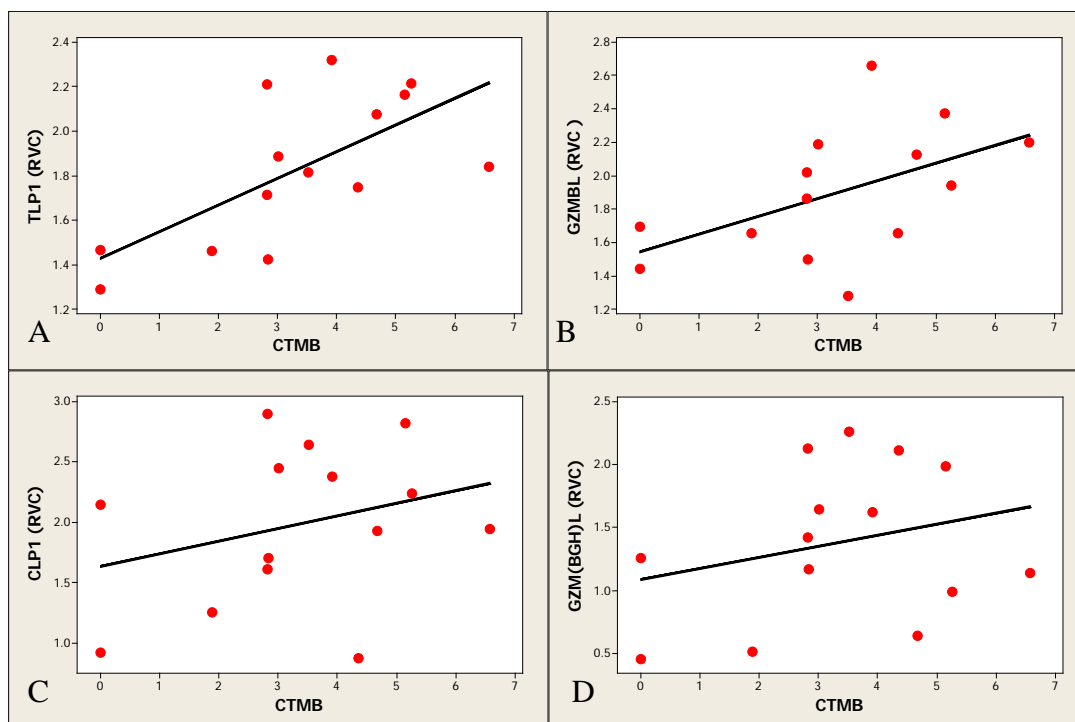 2.4
2.2
2.0
1.8
1.6
1.4
1.2
TLP1 (RVC)
0 1 2 3 4 5 6 7
CTMB
A
2.8
2.6
2.4
2.2
2.0
1.8
1.6
1.4
1.2
GZMBL (RVC )
0 1 2 3 4 5 6 7
CTMB
B
3.0
2.5
2.0
1.5
1.0
CLP1 (RVC)
0 1 2 3 4 5 6 7
CTMB
C
2.5
2.0
1.5
1.0
0.5
GZM(BGH)L (RVC)
0 1 2 3 4 5 6 7
CTMB
D